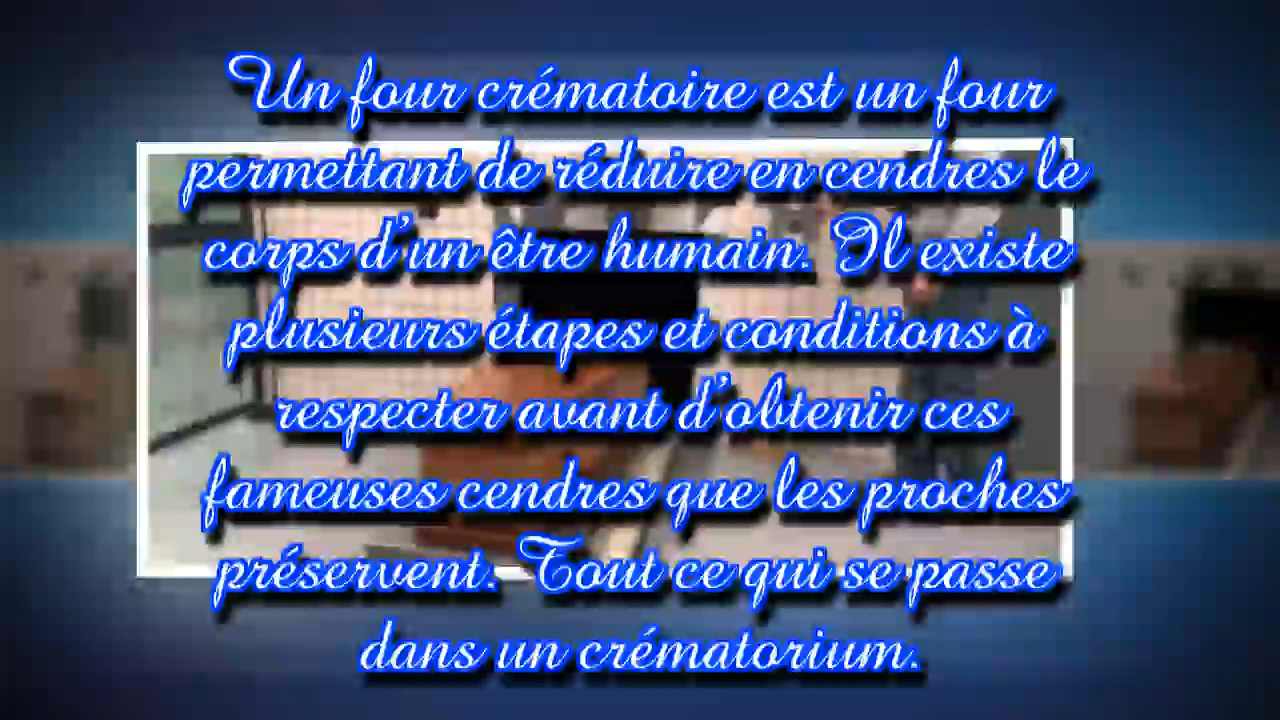 Un four crématoire est un four
permettant de réduire en cendres le
corps d'un être humain. Il existe
plusieurs étapes et conditions à
respecter avant d'obtenir ces
fameuses cendres que les proches
préservent. Tout ce qui se passe
dans un crématorium.